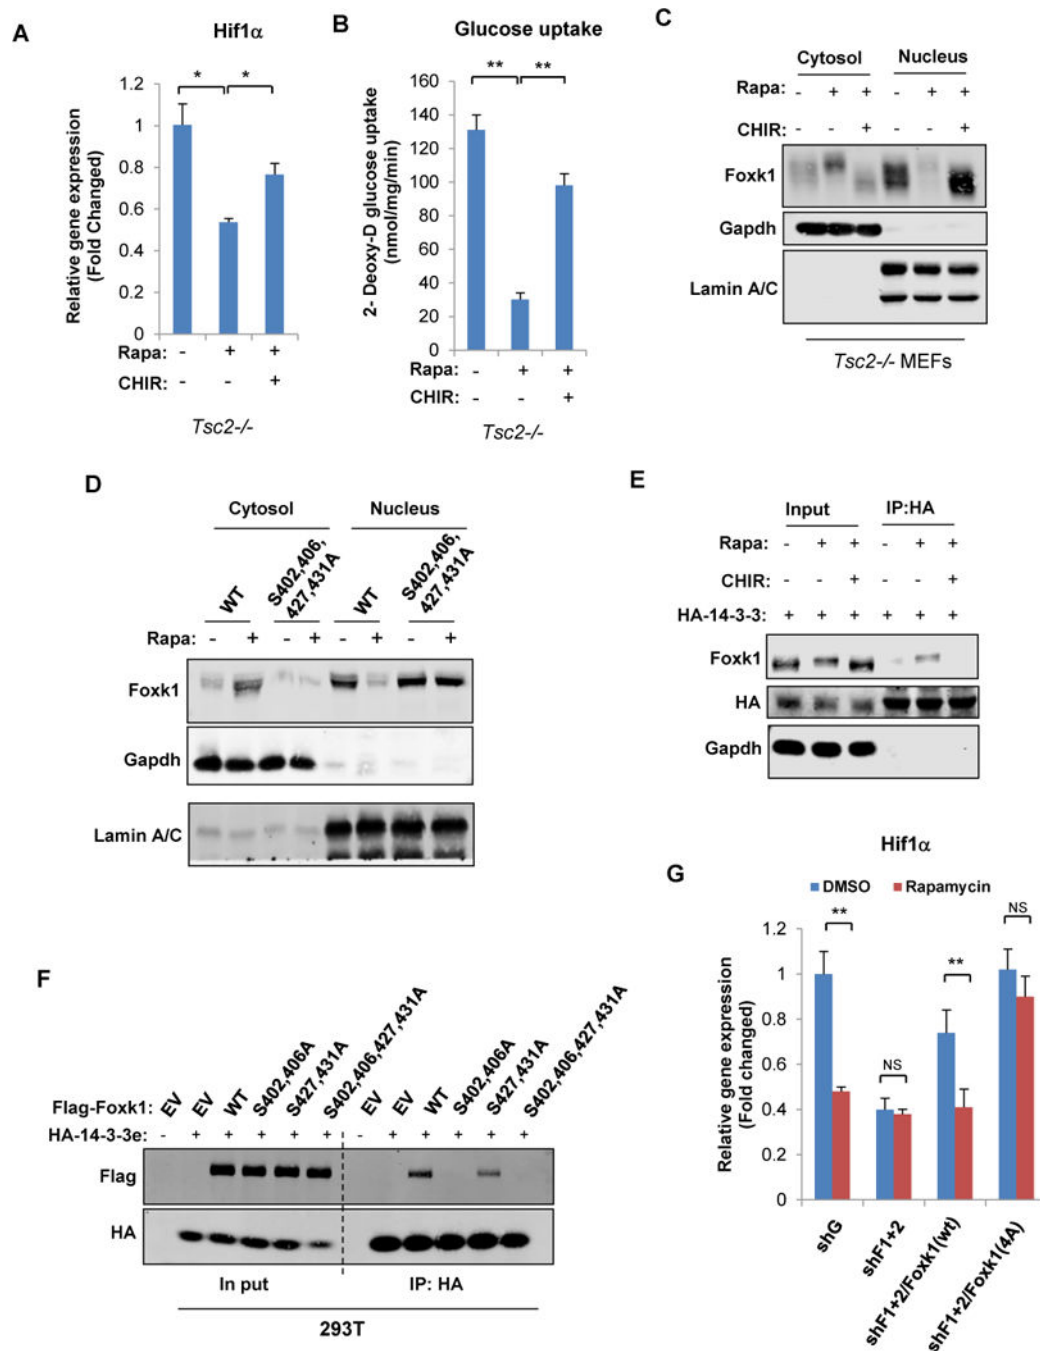 A
Hif1α
Relative gene expression
(Fold Changed)
1.2
1
0.8
0.6
0.4
0.2
0
* *
Rapa: - + +
CHIR: - - +
Tsc2-/-
B
Glucose uptake
2- Deoxy-D glucose uptake
(nmol/mg/min)
160
140
120
100
80
60
40
20
0
** **
Rapa: - + +
CHIR: - - +
Tsc2-/-
C
Cytosol Nucleus
Rapa: - + + - + +
CHIR: - - + - - +
Foxk1
Gapdh
Lamin A/C
Tsc2-/- MEFs
D
Cytosol Nucleus
WT
S402,406,
427,431A
WT
S402,406,
427,431A
Rapa: - + - + - + - +
Foxk1
Gapdh
Lamin A/C
E
Input IP:HA
Rapa: - + + - + +
CHIR: - - + - - +
HA-14-3-3: + + + + + +
Foxk1
HA
Gapdh
F
Flag-Foxk1: EV EV WT S402,406A S427,431A S402,406,427,431A EV EV WT S402,406A S427,431A S402,406,427,431A
HA-14-3-3e: - + + + + + - + + + + +
Flag
HA
In put IP: HA
293T
G
Hif1α
DMSO Rapamycin
Relative gene expression
(Fold changed)
1.2
1
0.8
0.6
0.4
0.2
0
** NS ** NS
shG
shF1+2
shF1+2/Foxk1(wt)
shF1+2/Foxk1(4A)